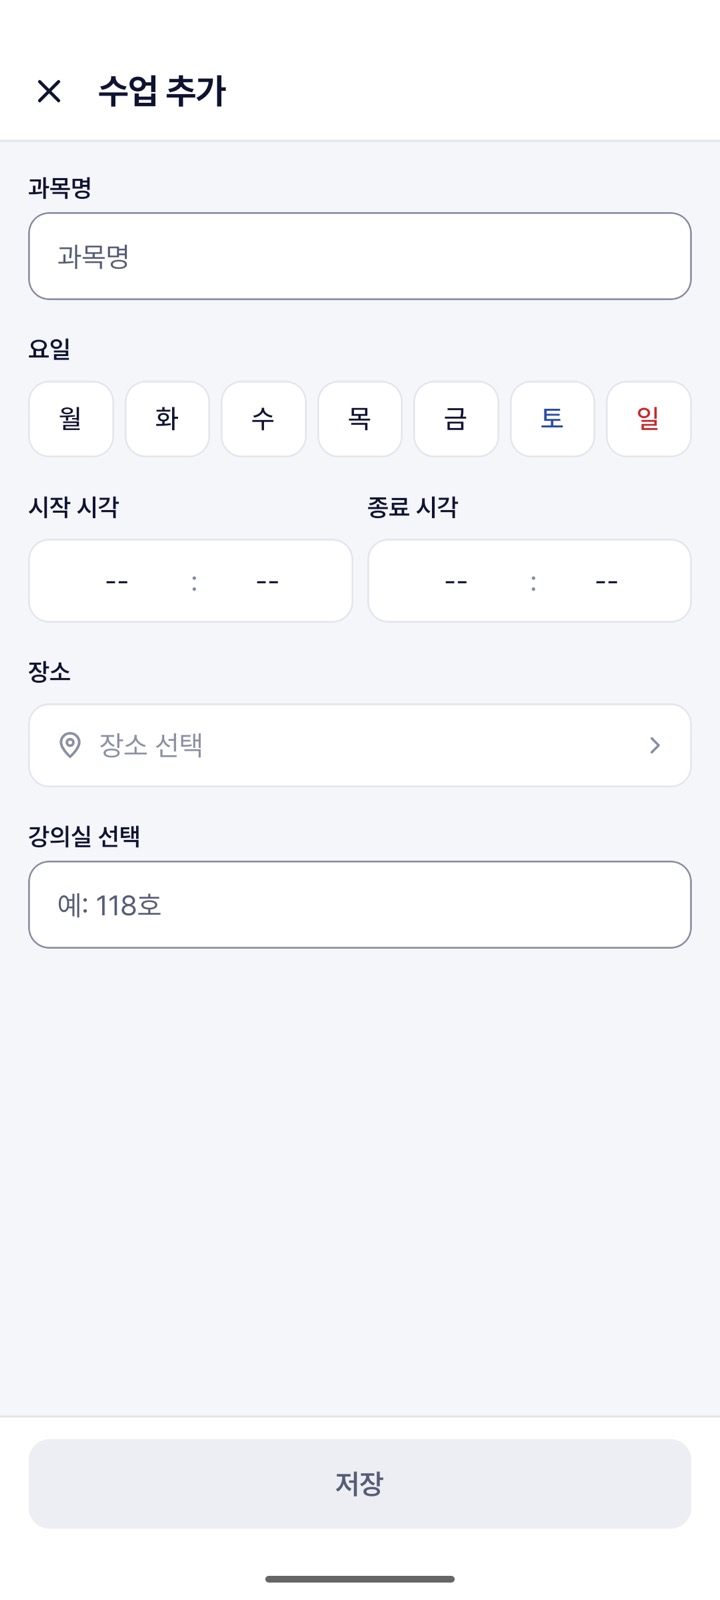 수업 추가
과목명
과목명
요일
월 화 수 목 금 토 일
시작 시각 종료 시각
-- : -- -- : --
장소
장소 선택
강의실 선택
예: 118호
저장